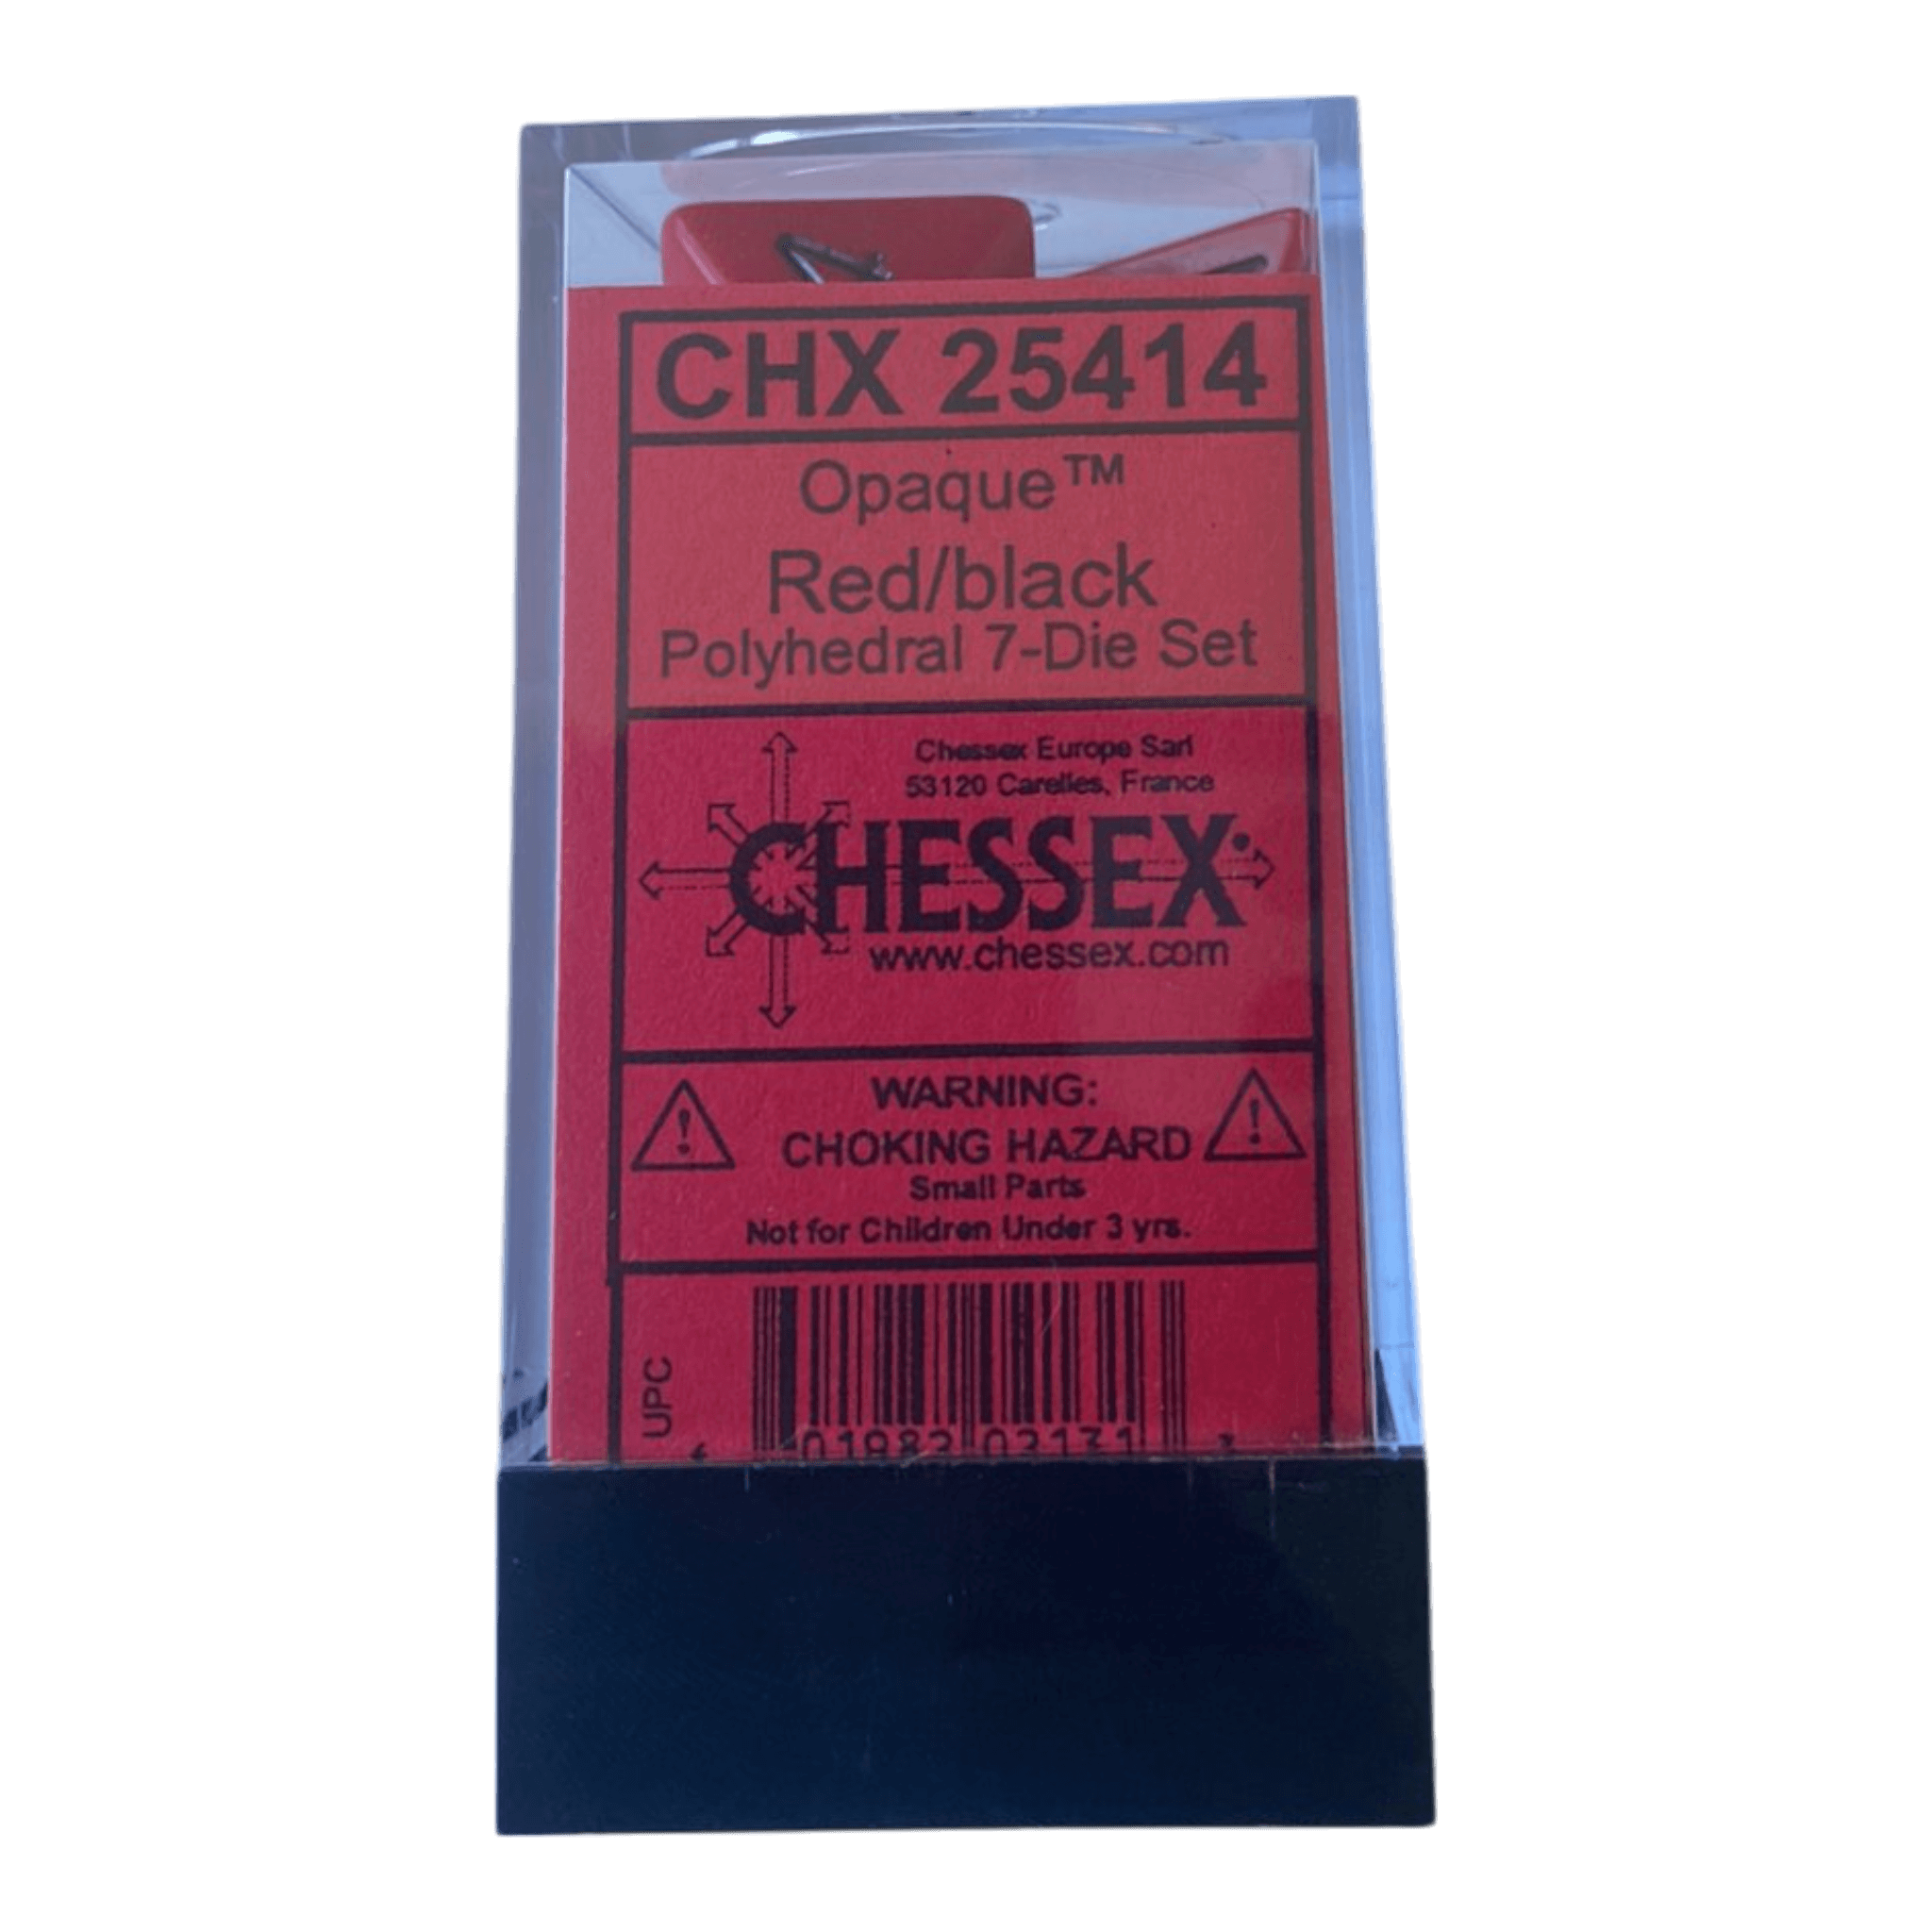 CHX 25414
Opaque™
Red/black
Polyhedral 7-Die Set
Chessex Europe Sarl
53120 Carelles, France
CHESSEX
www.chessex.com
WARNING:
CHOKING HAZARD
Small Parts
Not for Children Under 3 yrs.
UPC